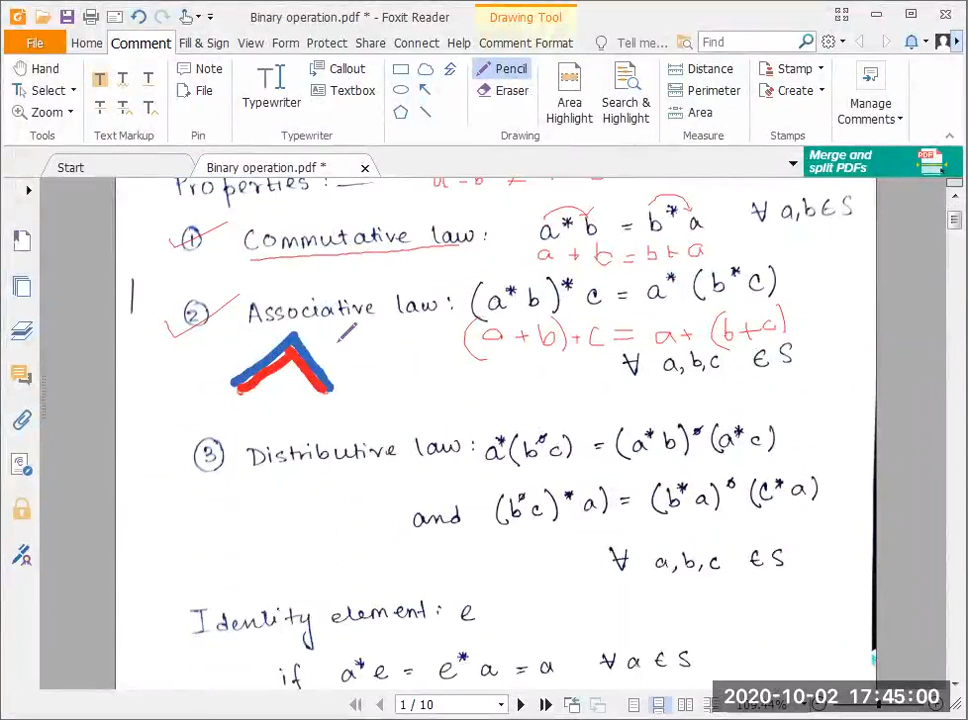 Binary operation.pdf * - Foxit Reader
Drawing Tool
File Home Comment Fill & Sign View Form Protect Share Connect Help Comment Format Tell me... Find
Hand
Select
Zoom
Tools
Text Markup
Note
File
Pin
Typewriter
Callout
Textbox
Typewriter
Pencil
Eraser
Area Highlight
Search & Highlight
Drawing
Distance
Perimeter
Area
Measure
Stamp
Create
Stamps
Manage Comments
Start
Binary operation.pdf *
Merge and split PDFs
Properties :
① Commutative law: a * b = b * a ∀ a,b ∈ S
a + b = b + a
② Associative law: (a * b) * c = a * (b * c)
(a + b) + c = a + (b + c)
∀ a,b,c ∈ S
③ Distributive law: a*(b∘c) = (a*b)∘(a*c)
and (b∘c) * a) = (b*a)∘(c*a)
∀ a,b,c ∈ S
Identity element: e
if a*e = e*a = a ∀ a ∈ S
1 / 10
2020-10-02 17:45:00